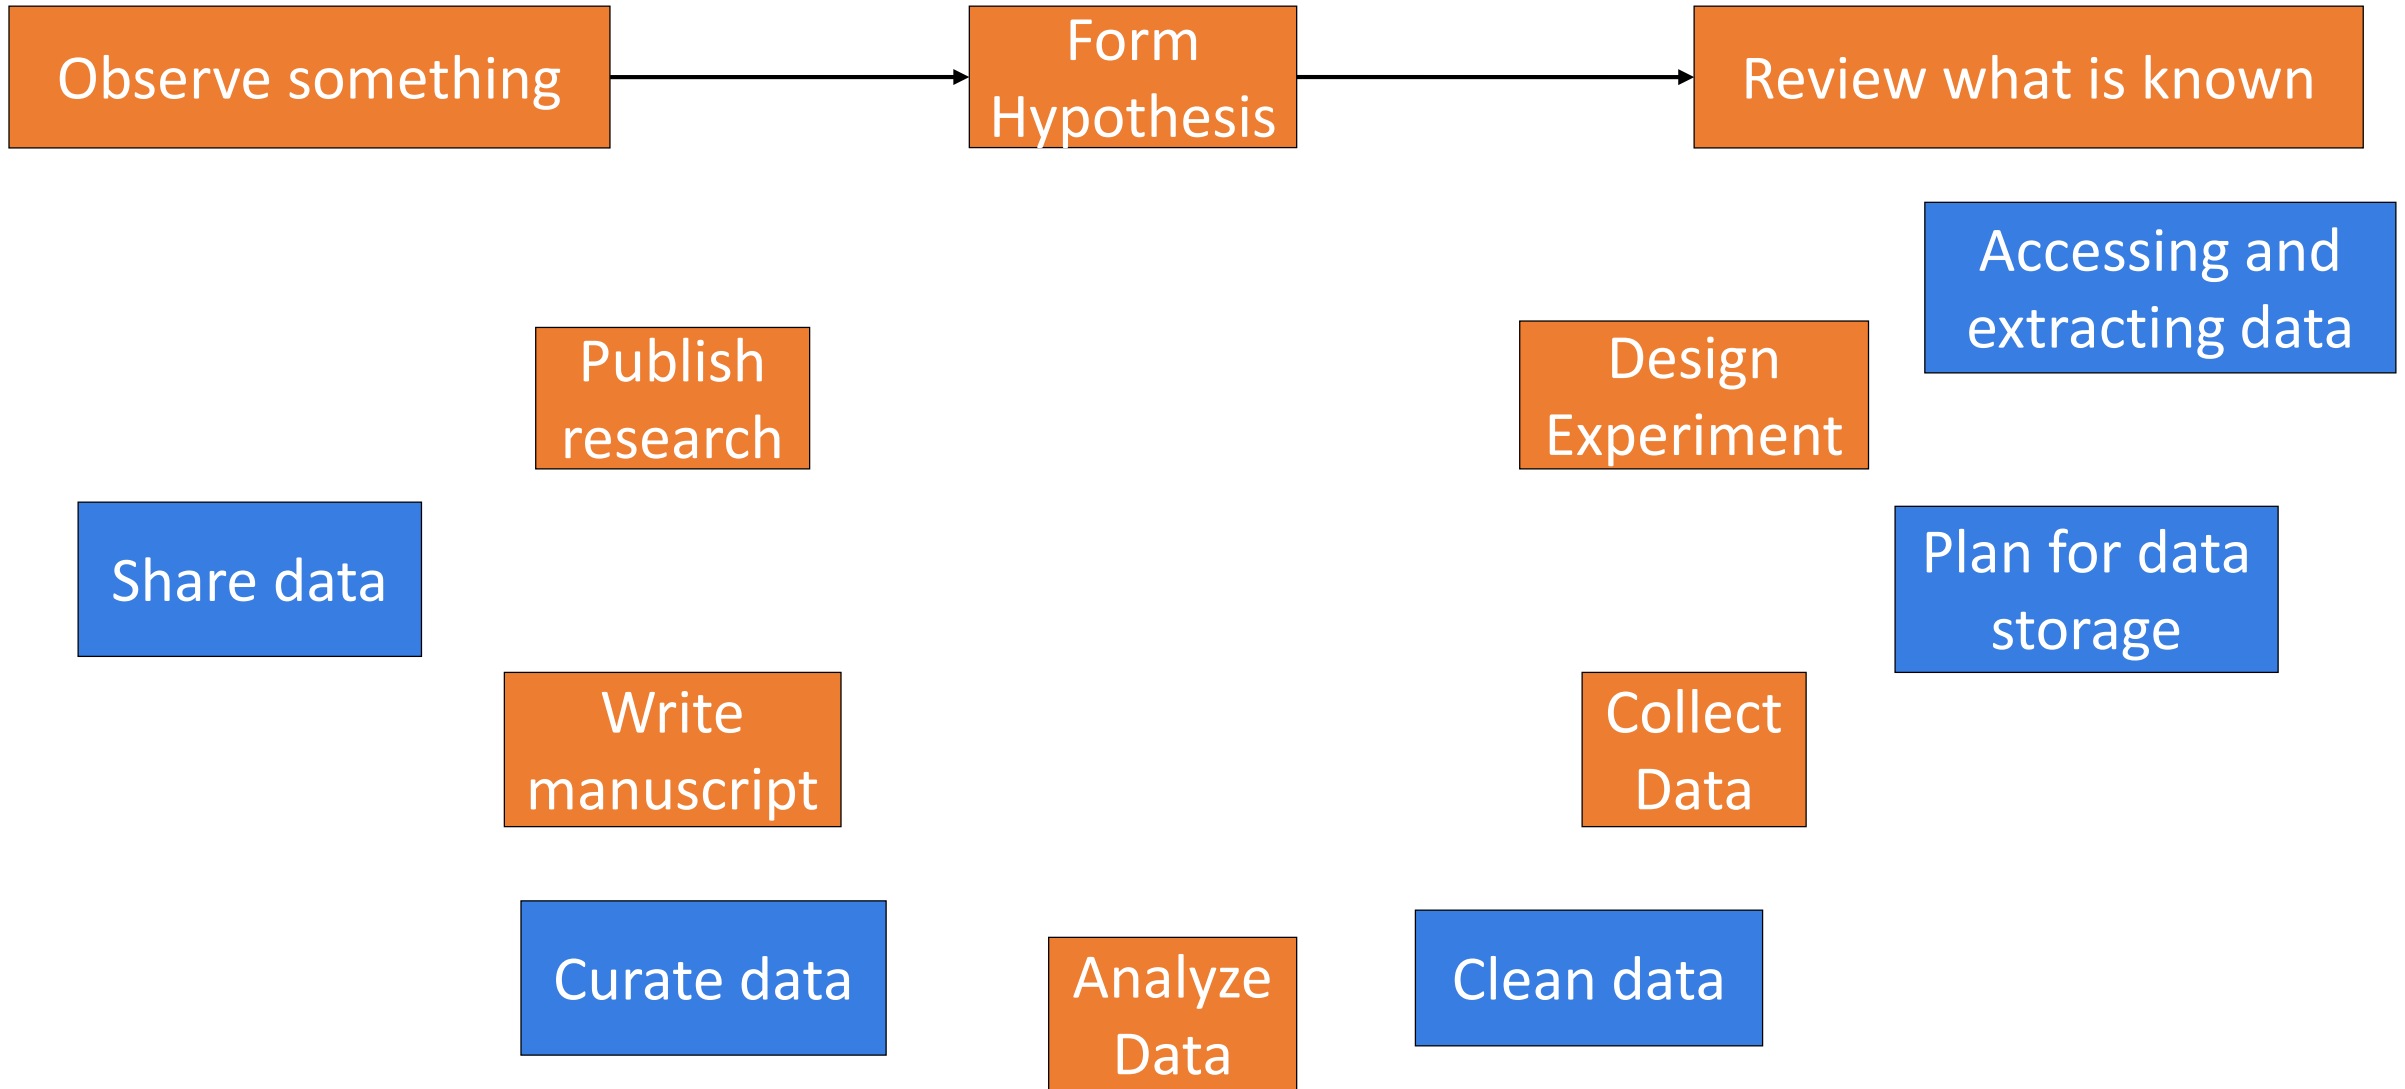 Observe something
Form
Hypothesis
Review what is known
Accessing and
extracting data
Publish
research
Design
Experiment
Share data
Plan for data
storage
Write
manuscript
Collect
Data
Curate data
Analyze
Data
Clean data